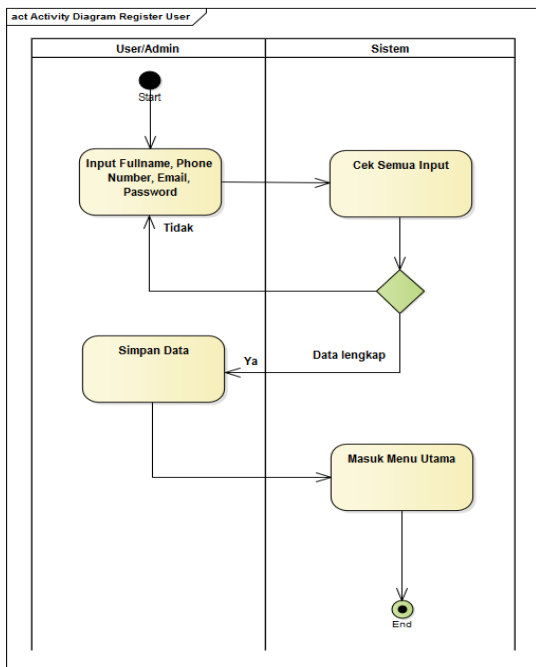 act Activity Diagram Register User
User/Admin
Sistem
Start
Input Fullname, Phone
Number, Email,
Password
Cek Semua Input
Tidak
Simpan Data
Ya
Data lengkap
Masuk Menu Utama
End